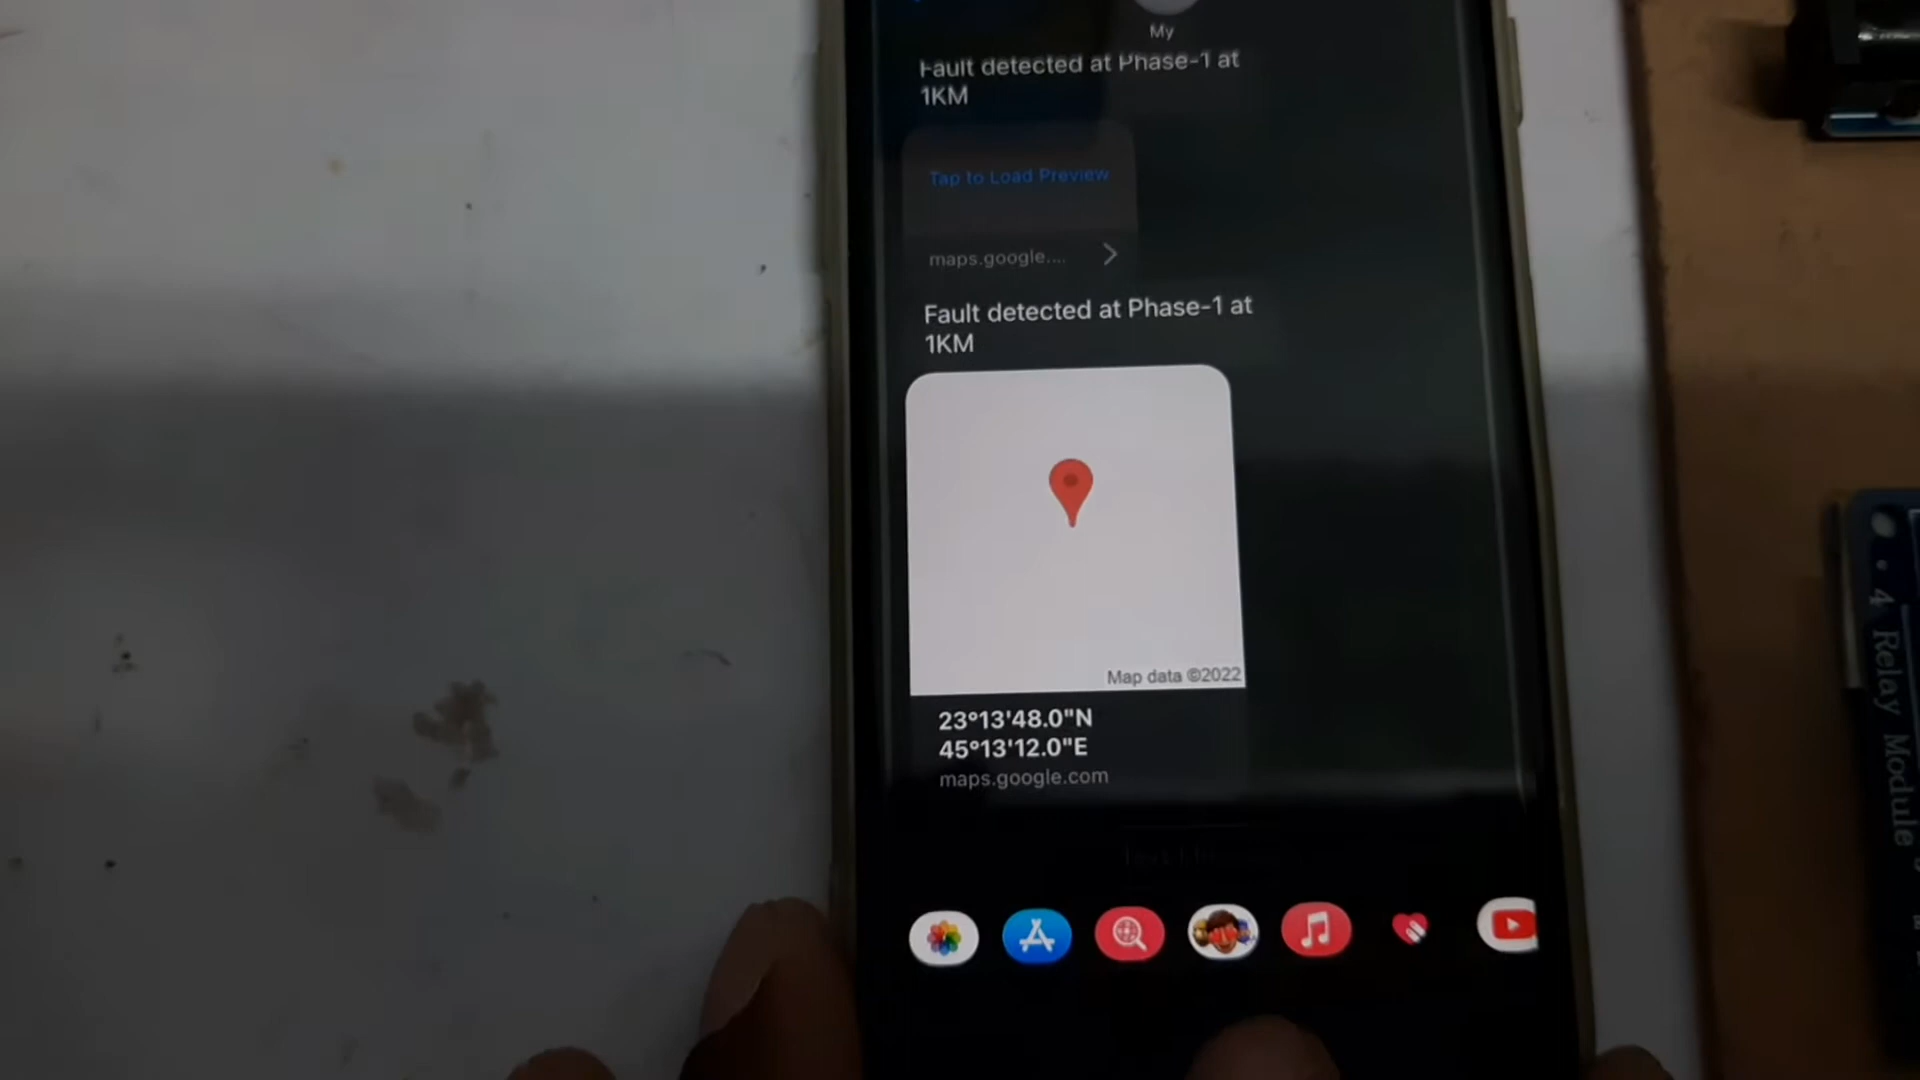 My
Fault detected at Phase-1 at
1KM
Tap to Load Preview
maps.google....
Fault detected at Phase-1 at
1KM
Map data ©2022
23°13'48.0"N
45°13'12.0"E
maps.google.com
4 Relay Module